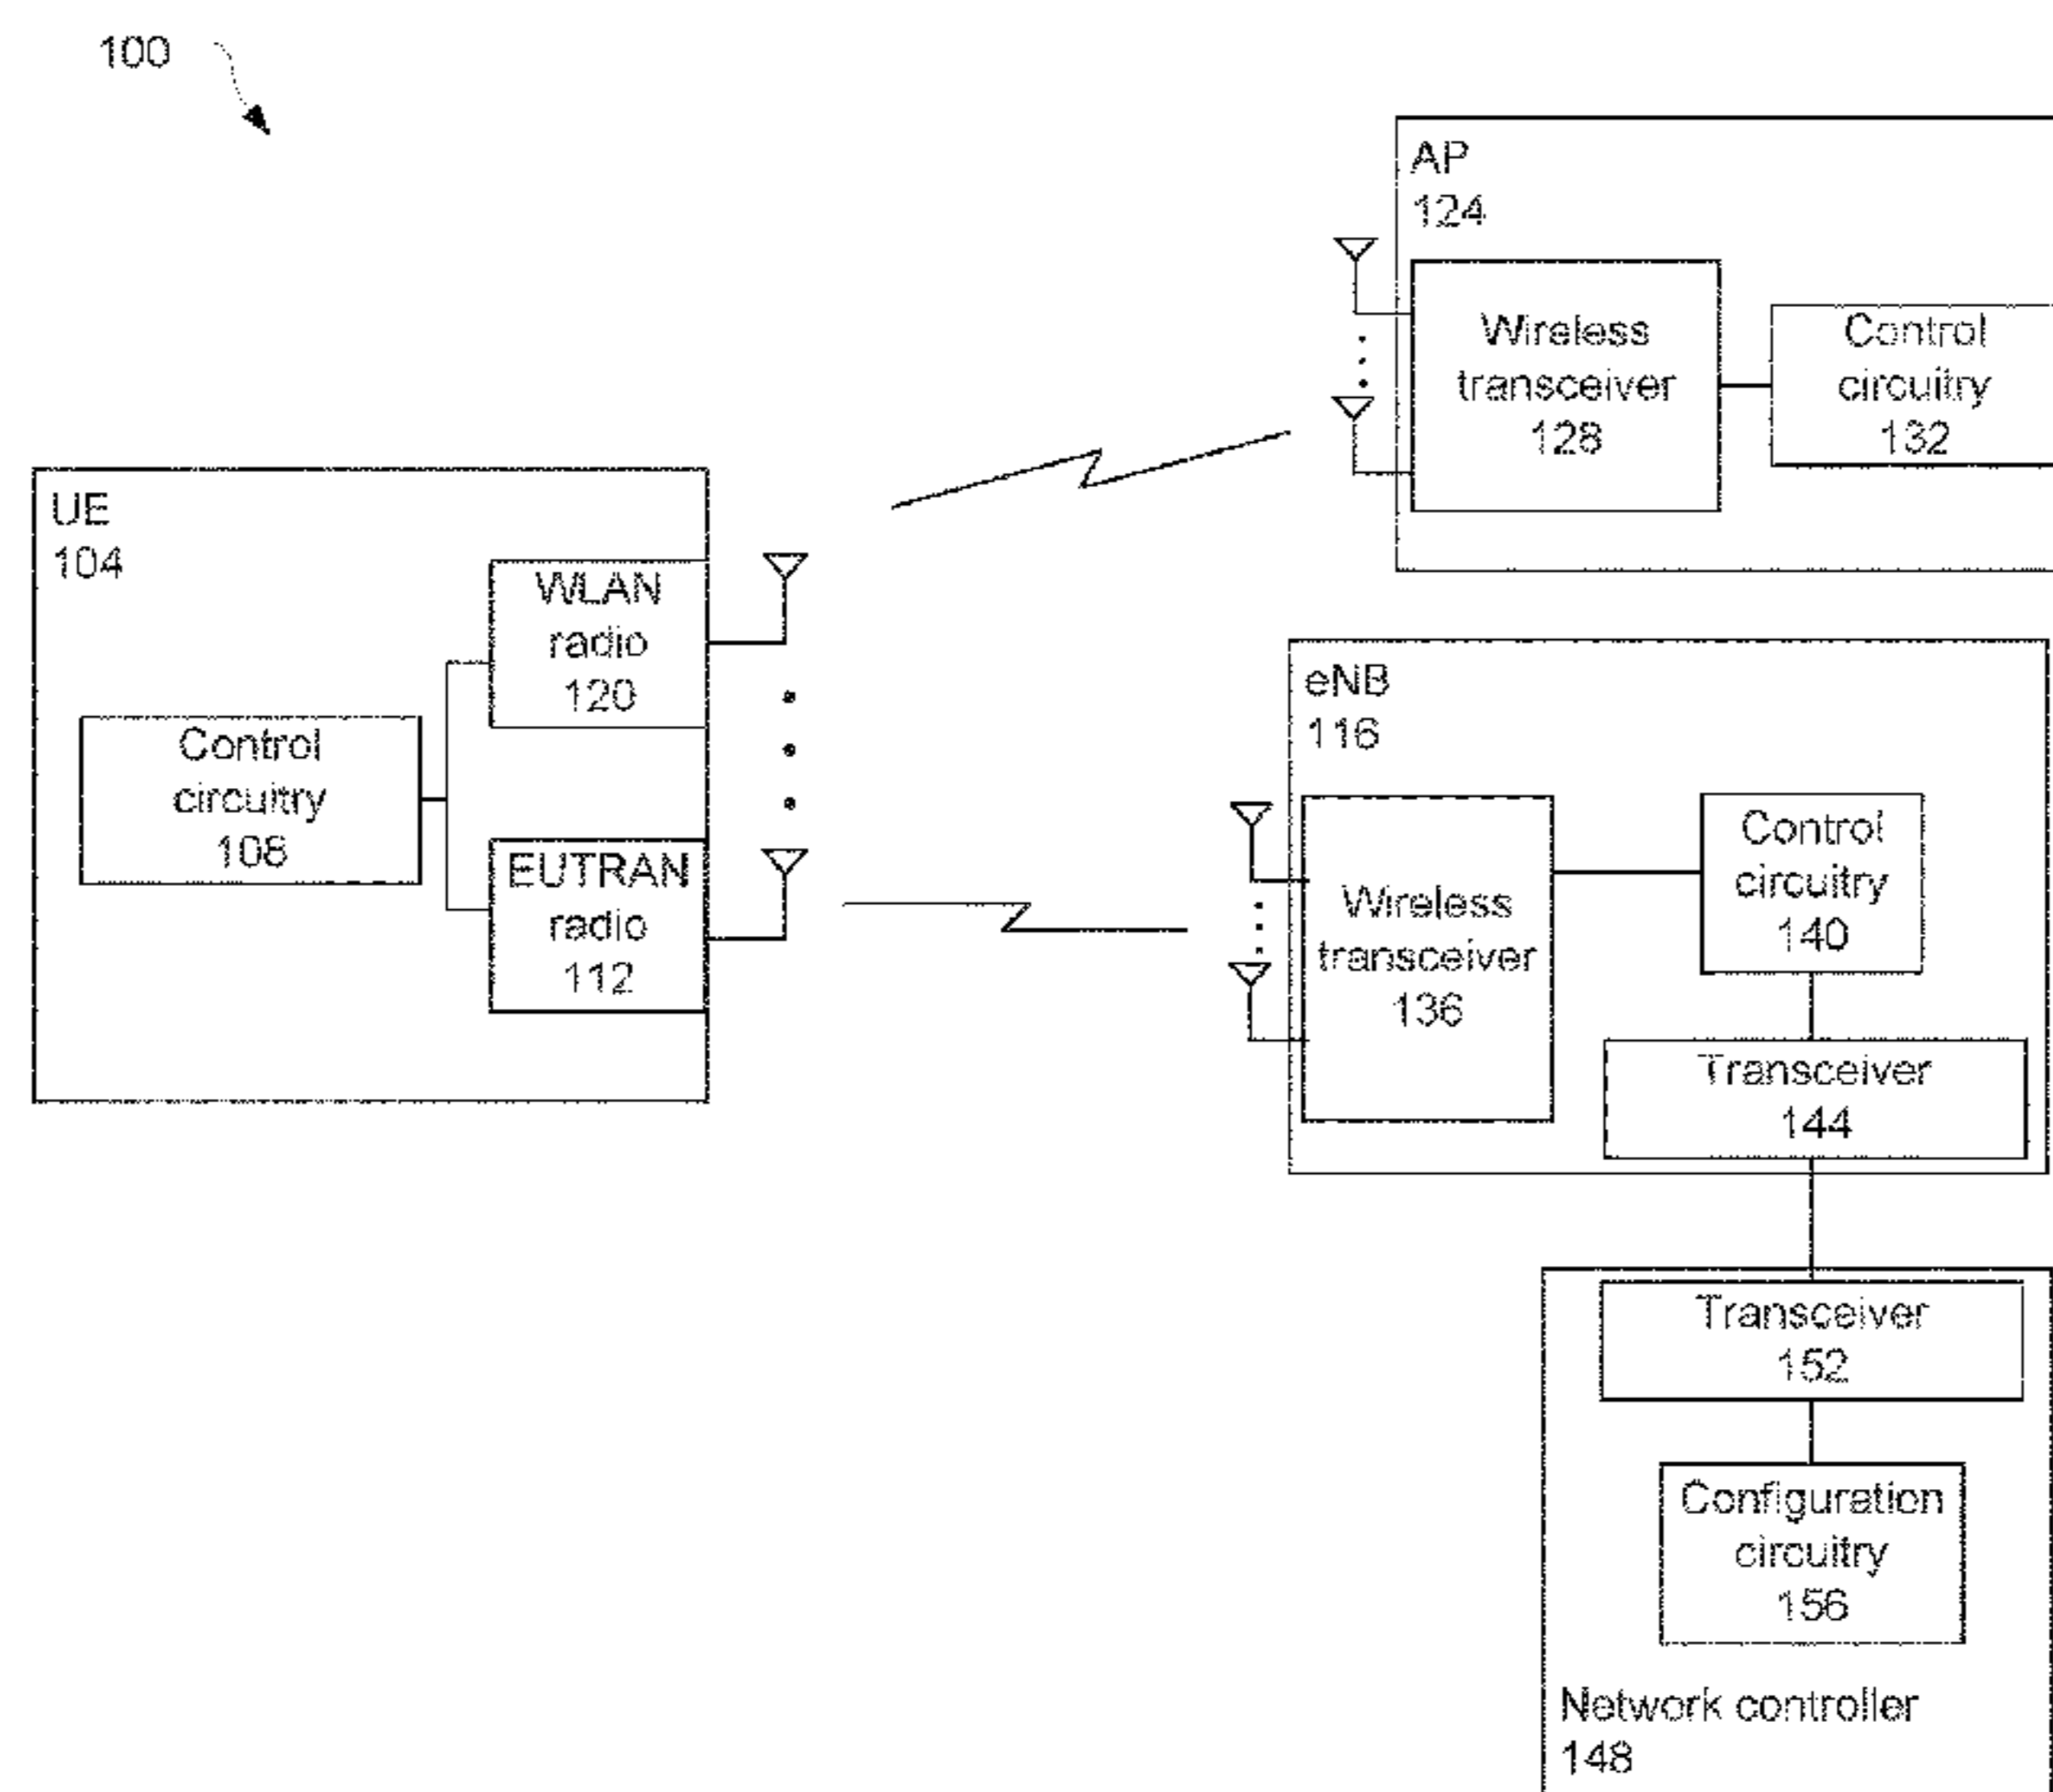 100
AP
124
Wireless
transceiver
128
Control
circuitry
132
UE
104
WLAN
radio
120
Control
circuitry
108
EUTRAN
radio
112
eNB
116
Wireless
transceiver
136
Control
circuitry
140
Transceiver
144
Transceiver
152
Configuration
circuitry
156
Network controller
148